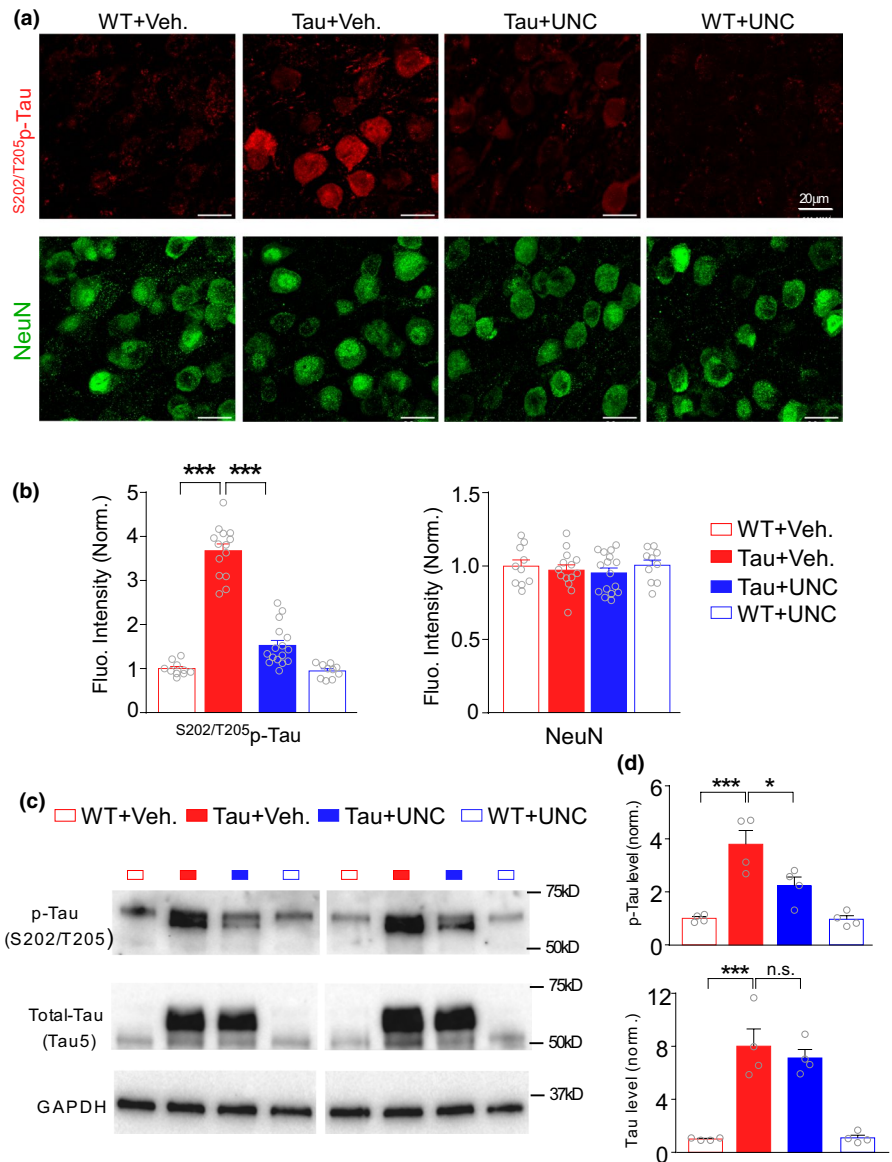 (a)
WT+Veh. Tau+Veh. Tau+UNC WT+UNC
S202/T205p-Tau
20μm
NeuN
(b)
*** ***
Fluo. Intensity (Norm.)
5
4
3
2
1
0
S202/T205p-Tau
Fluo. Intensity (Norm.)
1.5
1.0
0.5
0
NeuN
WT+Veh.
Tau+Veh.
Tau+UNC
WT+UNC
(c)
WT+Veh. Tau+Veh. Tau+UNC WT+UNC
p-Tau
(S202/T205)
75kD
50kD
Total-Tau
(Tau5)
75kD
50kD
GAPDH
37kD
(d)
*** *
p-Tau level (norm.)
6
4
2
0
*** n.s.
Tau level (norm.)
12
8
4
0